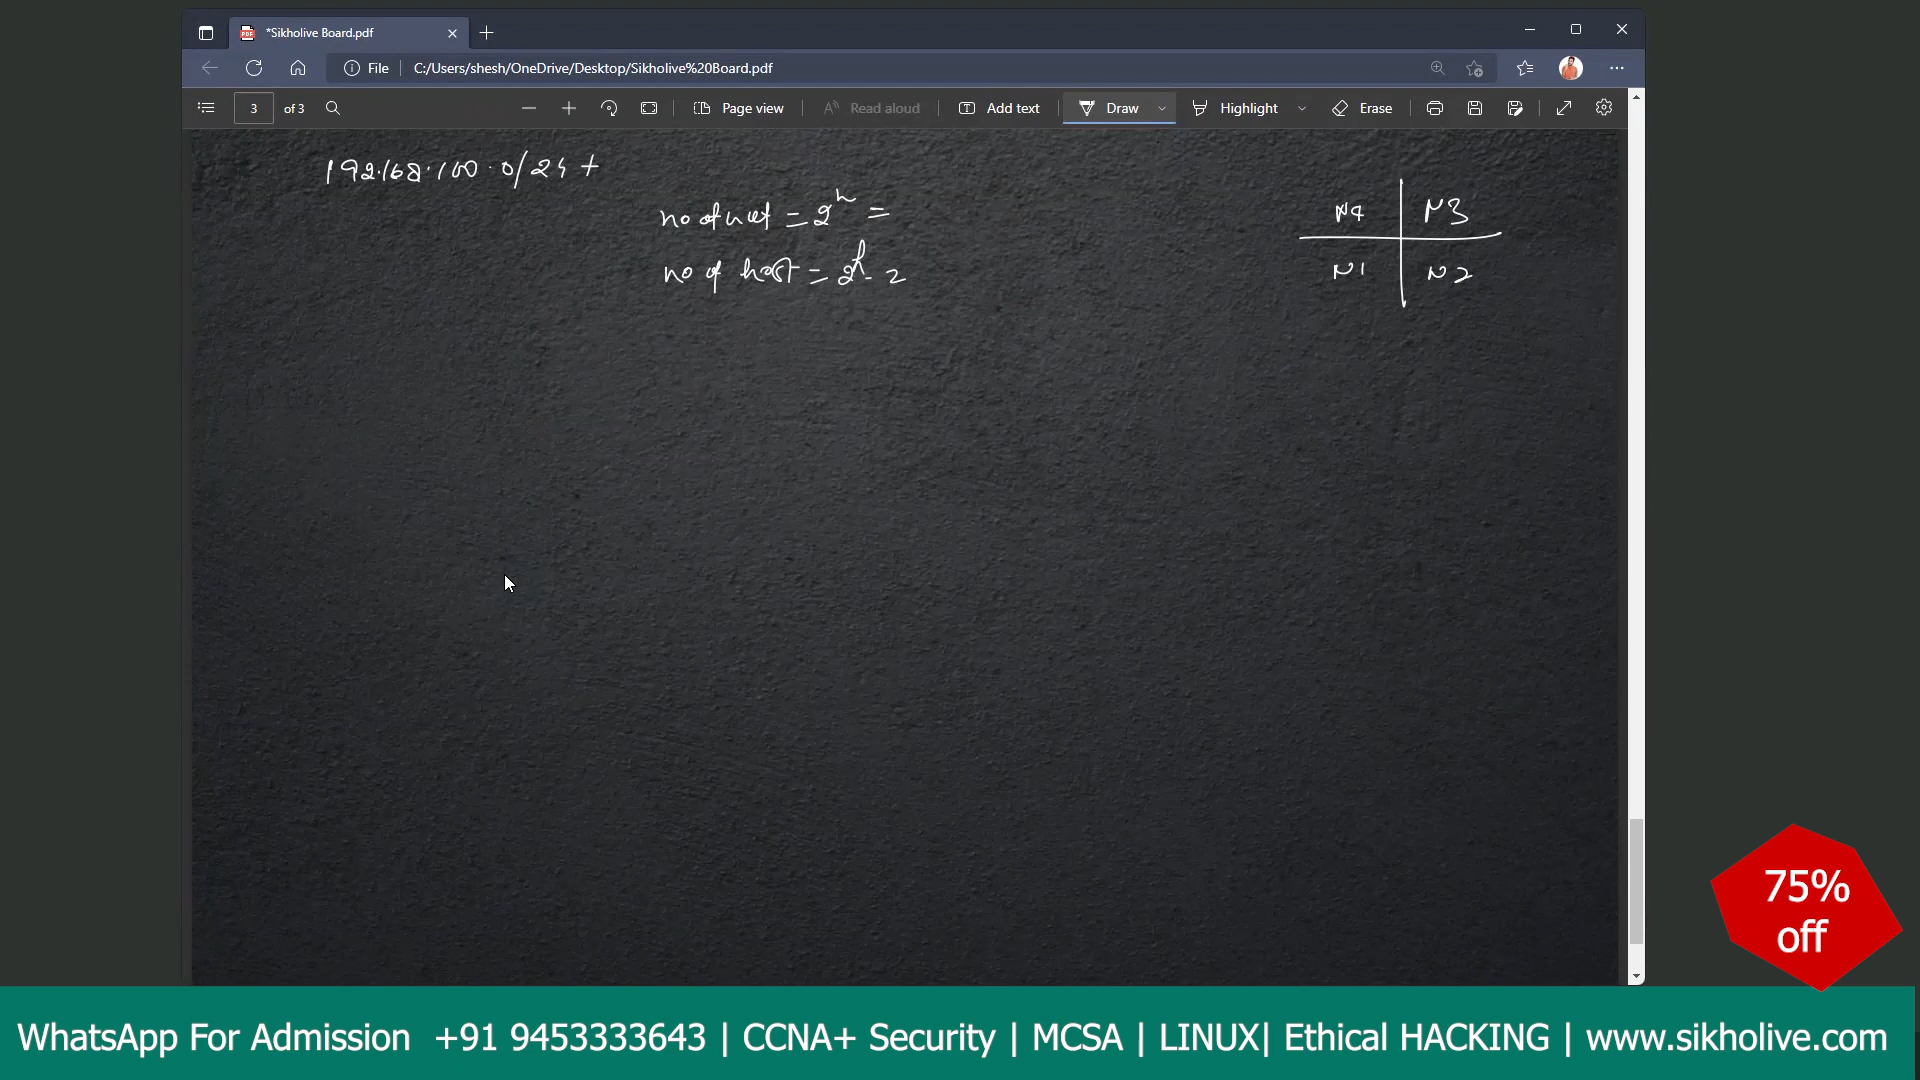 *Sikholive Board.pdf
File C:/Users/shesh/OneDrive/Desktop/Sikholive%20Board.pdf
3 of 3 Page view Read aloud Add text Draw Highlight Erase
192.168.100.0/24 +
no of net = 2^n =
no of host = 2^h - 2
N4 N3
N1 N2
75%
off
WhatsApp For Admission +91 9453333643 | CCNA+ Security | MCSA | LINUX| Ethical HACKING | www.sikholive.com